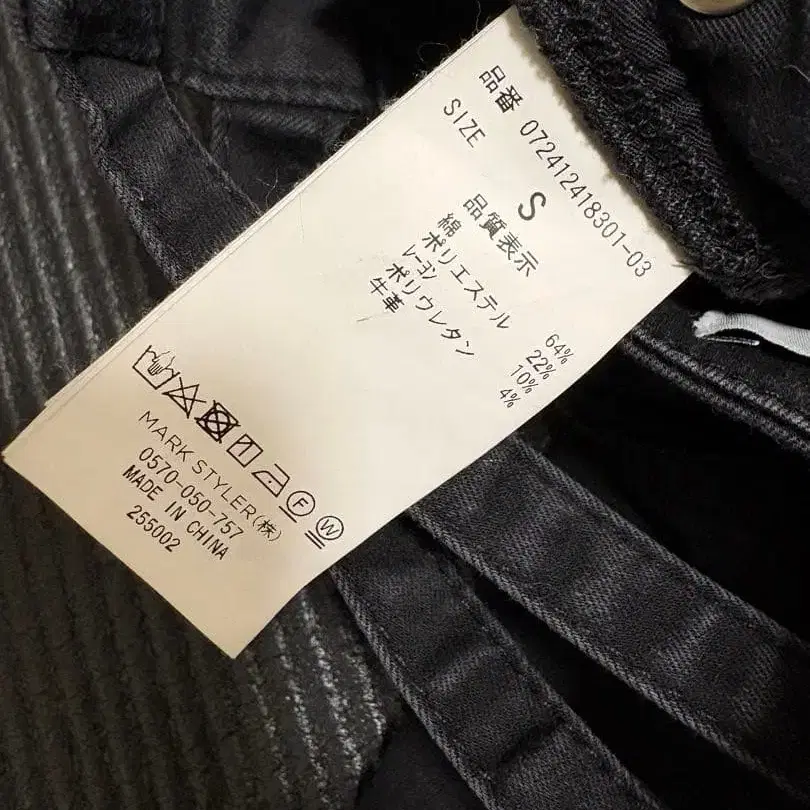 品番 072412418301-03
SIZE S
品質表示
綿 64%
ポリエステル 22%
レーヨン 10%
ポリウレタン 4%
牛革
F W
MARK STYLER(株)
0570-050-757
MADE IN CHINA
255002